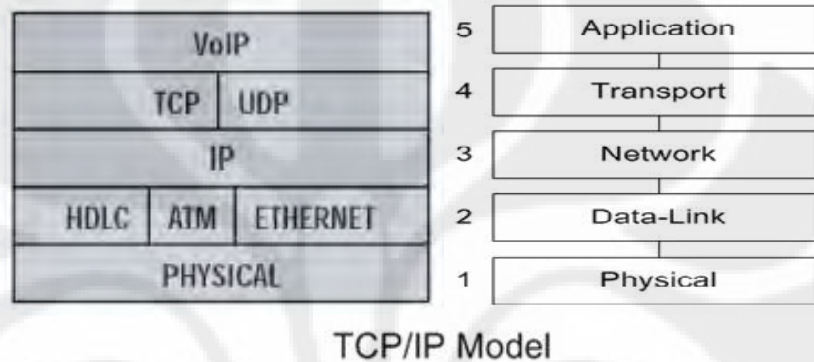 VoIP 5 Application
TCP UDP 4 Transport
IP 3 Network
HDLC ATM ETHERNET 2 Data-Link
PHYSICAL 1 Physical
TCP/IP Model